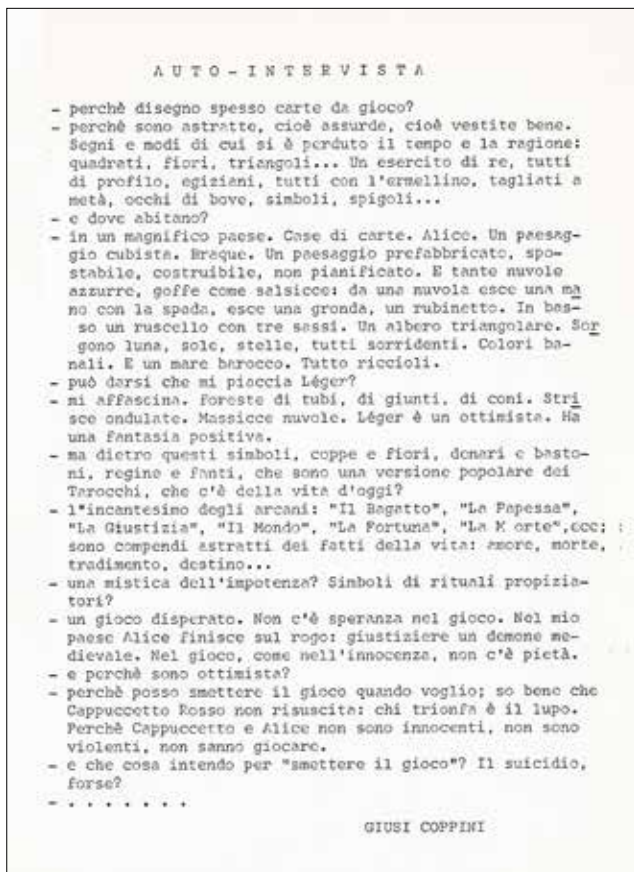 AUTO-INTERVISTA
- perchè disegno spesso carte da gioco?
- perchè sono astratte, cioè assurde, cioè vestite bene.
Segni e modi di cui si è perduto il tempo e la ragione:
quadrati, fiori, triangoli... Un esercito di re, tutti
di profilo, egiziani, tutti con l'ermellino, tagliati a
metà, occhi di bove, simboli, spigoli...
- e dove abitano?
- in un magnifico paese. Case di carte. Alice. Un paesag-
gio cubista. Braque. Un paesaggio prefabbricato, spo-
stabile, costruibile, non pianificato. E tante nuvole
azzurre, goffe come salsicce: da una nuvola esce una ma
no con la spada, esce una gronda, un rubinetto. In bas-
so un ruscello con tre sassi. Un albero triangolare. Sor
gono luna, sole, stelle, tutti sorridenti. Colori ba-
nali. E un mare barocco. Tutto riccioli.
- può darsi che mi piaccia Léger?
- mi affascina. Foreste di tubi, di giunti, di coni. Stri
sce ondulate. Massicce nuvole. Léger è un ottimista. Ha
una fantasia positiva.
- ma dietro questi simboli, coppe e fiori, denari e basto-
ni, regine e fanti, che sono una versione popolare dei
Tarocchi, che c'è della vita d'oggi?
- l"incantesimo degli arcani: "Il Bagatto", "La Papessa",
"La Giustizia", "Il Mondo", "La Fortuna", "La M orte",ecc; :
sono compendi astratti dei fatti della vita: amore, morte,
tradimento, destino...
- una mistica dell'impotenza? Simboli di rituali propizia-
tori?
- un gioco disperato. Non c'è speranza nel gioco. Nel mio
paese Alice finisce sul rogo: giustiziere un demone me-
dievale. Nel gioco, come nell'innocenza, non c'è pietà.
- e perchè sono ottimista?
- perchè posso smettere il gioco quando voglio; so bene che
Cappuccetto Rosso non risuscita: chi trionfa è il lupo.
Perchè Cappuccetto e Alice non sono innocenti, non sono
violenti, non sanno giocare.
- e che cosa intendo per "smettere il gioco"? Il suicidio,
forse?
- . . . . . . .
GIUSI COPPINI